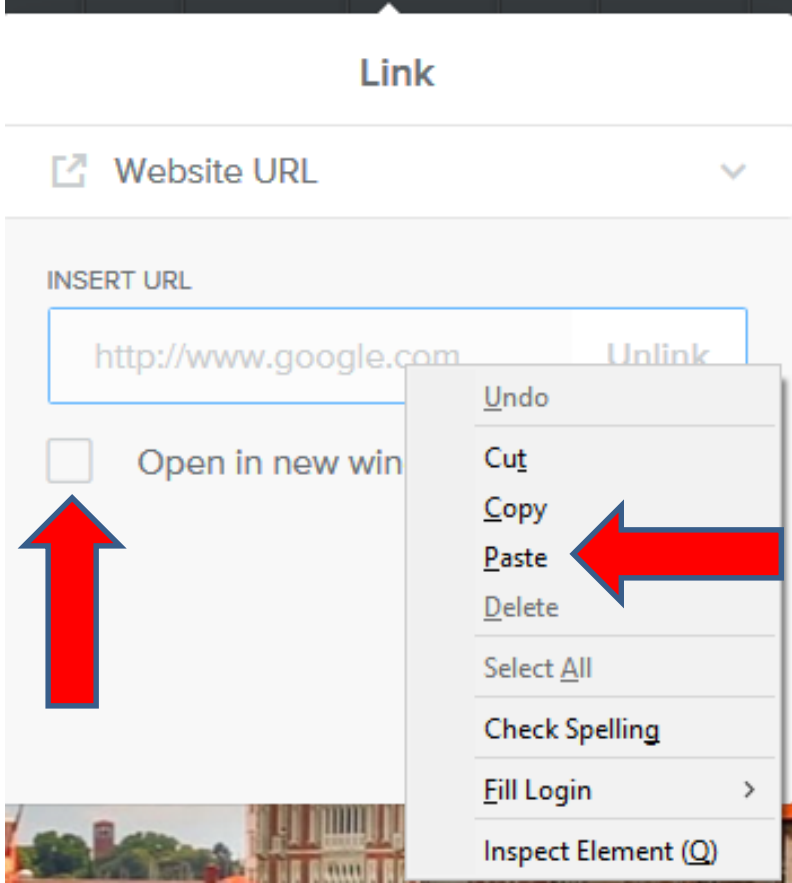 Link
Website URL
INSERT URL
http://www.google.com Unlink
Open in new win
Undo
Cut
Copy
Paste
Delete
Select All
Check Spelling
Fill Login
Inspect Element (Q)